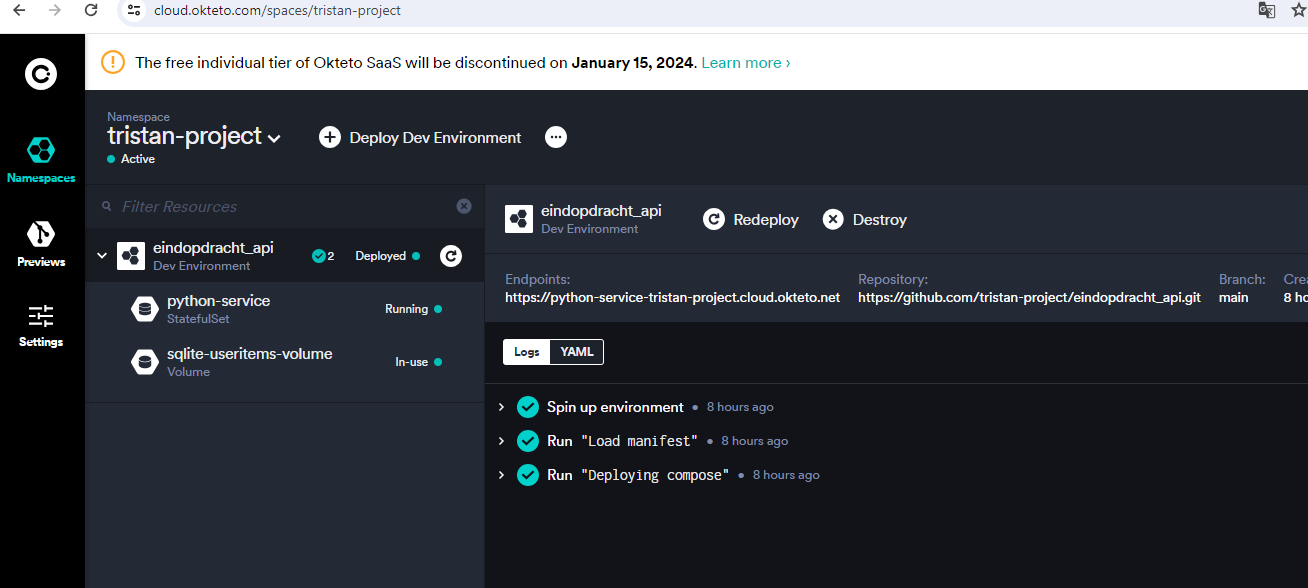 cloud.okteto.com/spaces/tristan-project
The free individual tier of Okteto SaaS will be discontinued on January 15, 2024. Learn more ›
Namespace
tristan-project
Active
Deploy Dev Environment
Namespaces
Previews
Settings
Filter Resources
eindopdracht_api
Dev Environment
2
Deployed
python-service
StatefulSet
Running
sqlite-useritems-volume
Volume
In-use
eindopdracht_api
Dev Environment
Redeploy
Destroy
Endpoints:
https://python-service-tristan-project.cloud.okteto.net
Repository:
https://github.com/tristan-project/eindopdracht_api.git
Branch:
main
Cre
8 ho
Logs
YAML
Spin up environment • 8 hours ago
Run "Load manifest" • 8 hours ago
Run "Deploying compose" • 8 hours ago